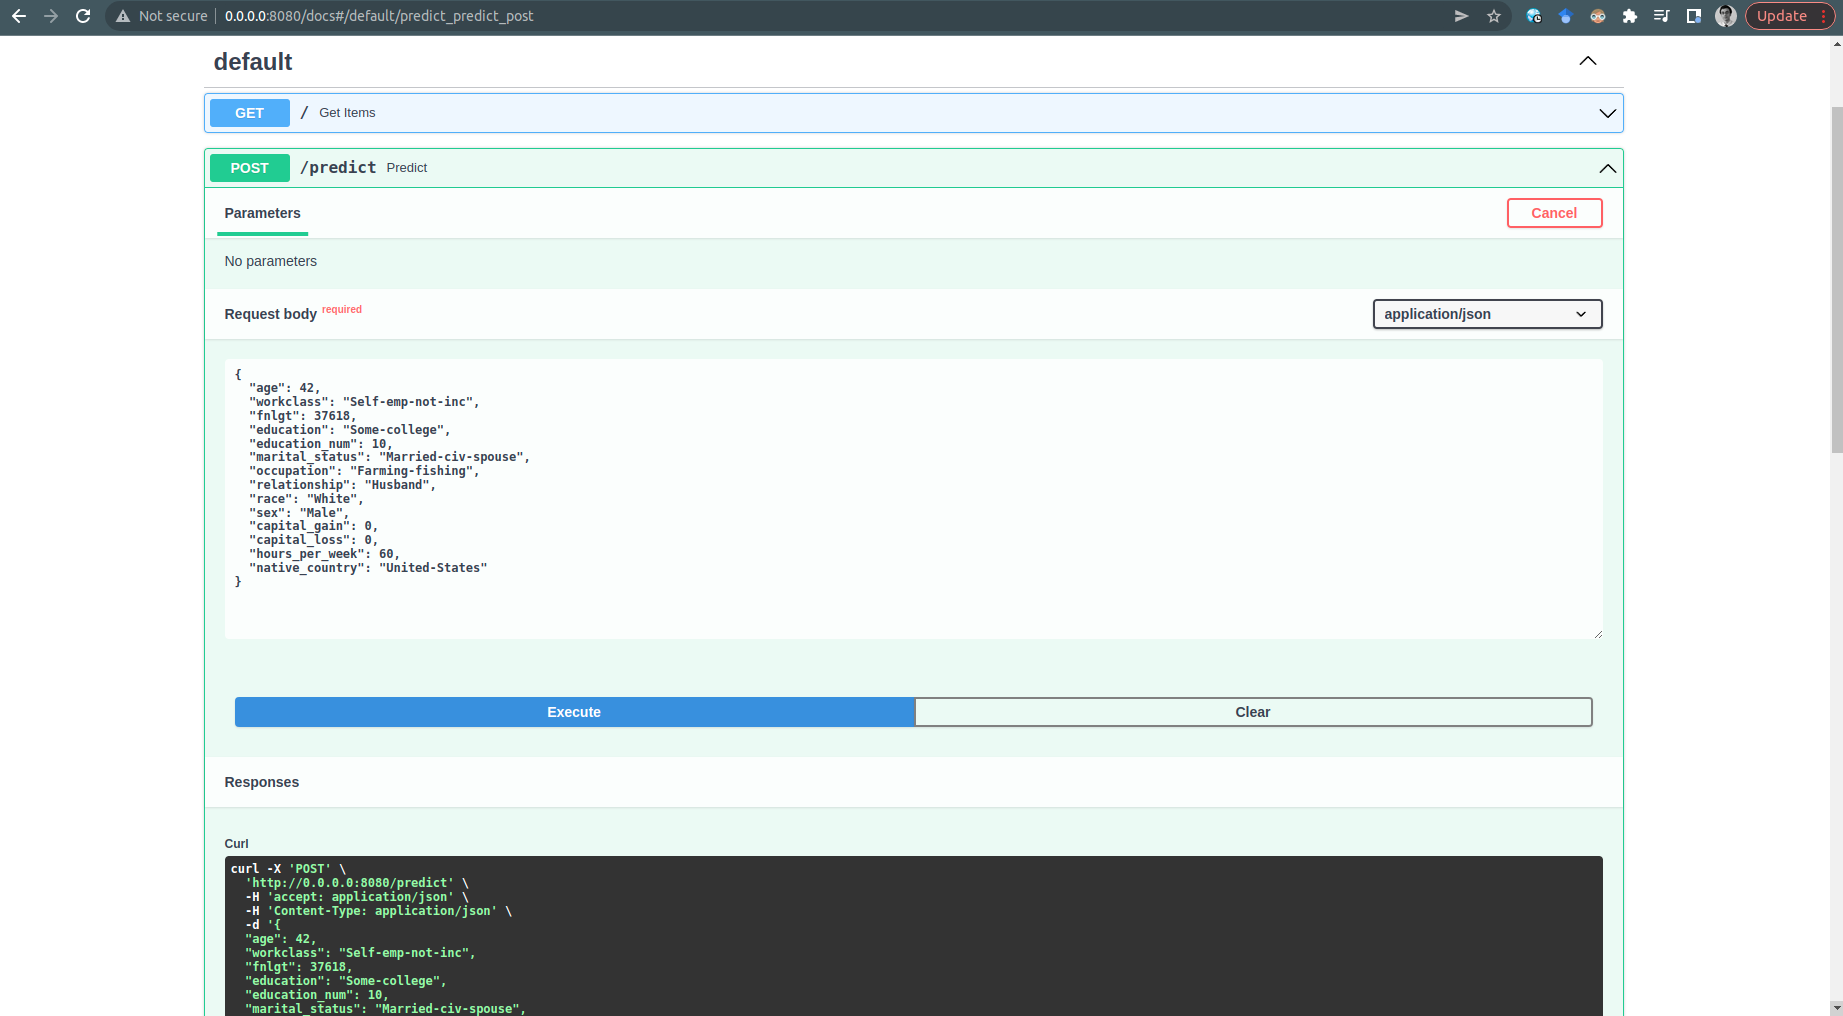 Not secure | 0.0.0.0:8080/docs#/default/predict_predict_post
Update
default
GET / Get Items
POST /predict Predict
Parameters
Cancel
No parameters
Request body required
application/json
{
  "age": 42,
  "workclass": "Self-emp-not-inc",
  "fnlgt": 37618,
  "education": "Some-college",
  "education_num": 10,
  "marital_status": "Married-civ-spouse",
  "occupation": "Farming-fishing",
  "relationship": "Husband",
  "race": "White",
  "sex": "Male",
  "capital_gain": 0,
  "capital_loss": 0,
  "hours_per_week": 60,
  "native_country": "United-States"
}
Execute
Clear
Responses
Curl
curl -X 'POST' \
  'http://0.0.0.0:8080/predict' \
  -H 'accept: application/json' \
  -H 'Content-Type: application/json' \
  -d '{
  "age": 42,
  "workclass": "Self-emp-not-inc",
  "fnlgt": 37618,
  "education": "Some-college",
  "education_num": 10,
  "marital_status": "Married-civ-spouse",